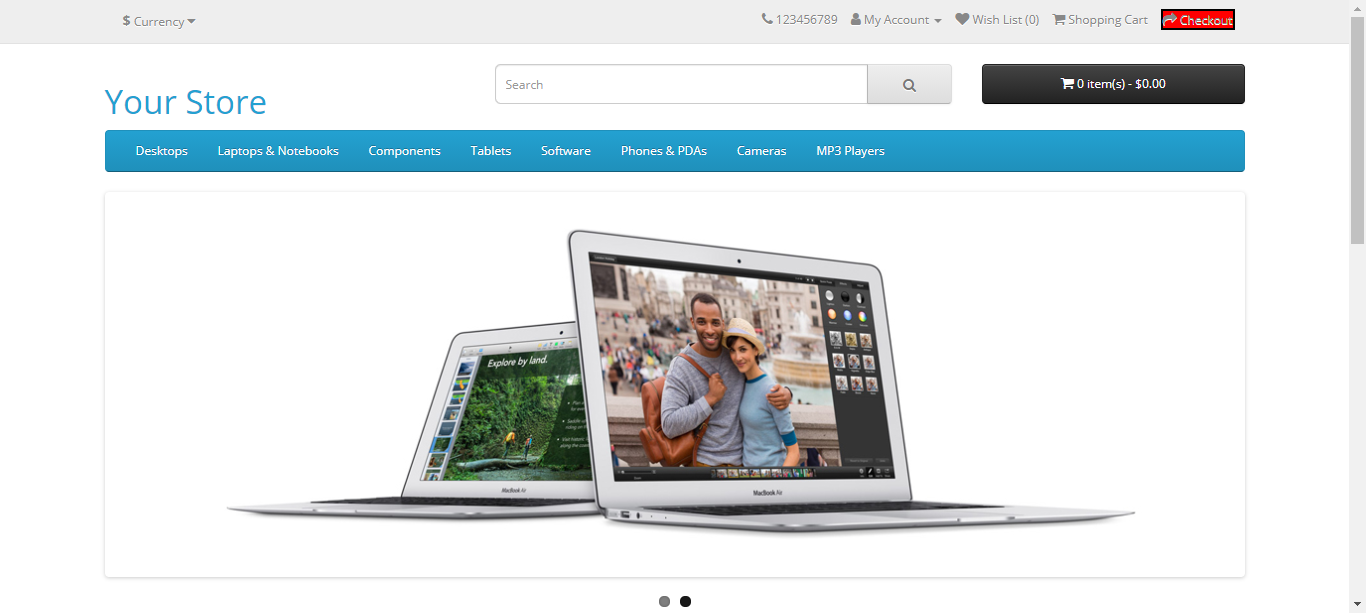 $ Currency
123456789 My Account Wish List (0) Shopping Cart Checkout
Your Store
Search
0 item(s) - $0.00
Desktops Laptops & Notebooks Components Tablets Software Phones & PDAs Cameras MP3 Players
Explore by land.
MacBook Air
MacBook Air